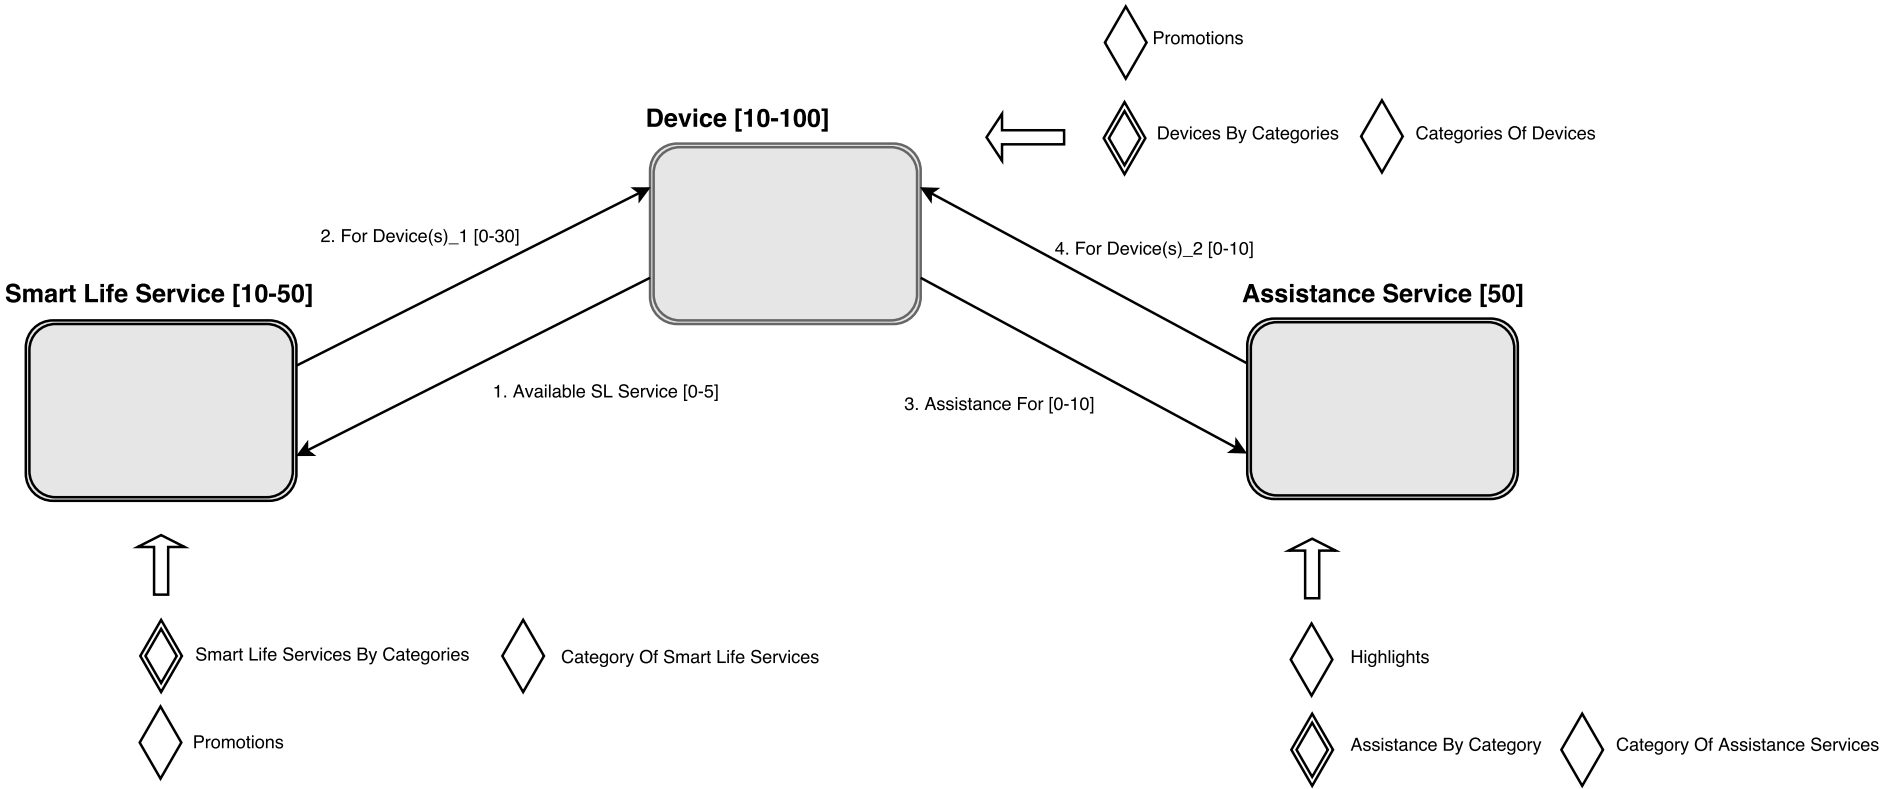 Promotions
Device [10-100]
Devices By Categories
Categories Of Devices
2. For Device(s)_1 [0-30]
4. For Device(s)_2 [0-10]
Smart Life Service [10-50]
Assistance Service [50]
1. Available SL Service [0-5]
3. Assistance For [0-10]
Smart Life Services By Categories
Category Of Smart Life Services
Highlights
Promotions
Assistance By Category
Category Of Assistance Services